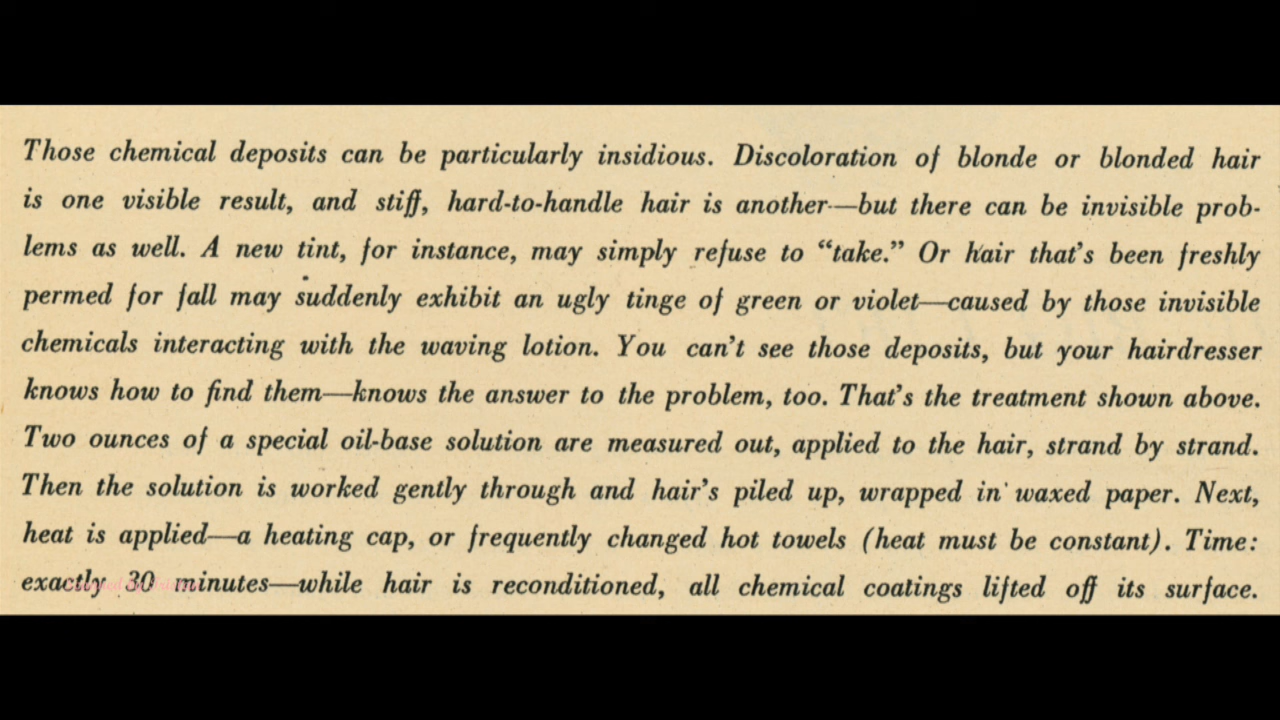 Those chemical deposits can be particularly insidious. Discoloration of blonde or blonded hair
is one visible result, and stiff, hard-to-handle hair is another—but there can be invisible prob-
lems as well. A new tint, for instance, may simply refuse to “take.” Or hair that’s been freshly
permed for fall may suddenly exhibit an ugly tinge of green or violet—caused by those invisible
chemicals interacting with the waving lotion. You can’t see those deposits, but your hairdresser
knows how to find them—knows the answer to the problem, too. That’s the treatment shown above.
Two ounces of a special oil-base solution are measured out, applied to the hair, strand by strand.
Then the solution is worked gently through and hair’s piled up, wrapped in waxed paper. Next,
heat is applied—a heating cap, or frequently changed hot towels (heat must be constant). Time:
exactly 30 minutes—while hair is reconditioned, all chemical coatings lifted off its surface.